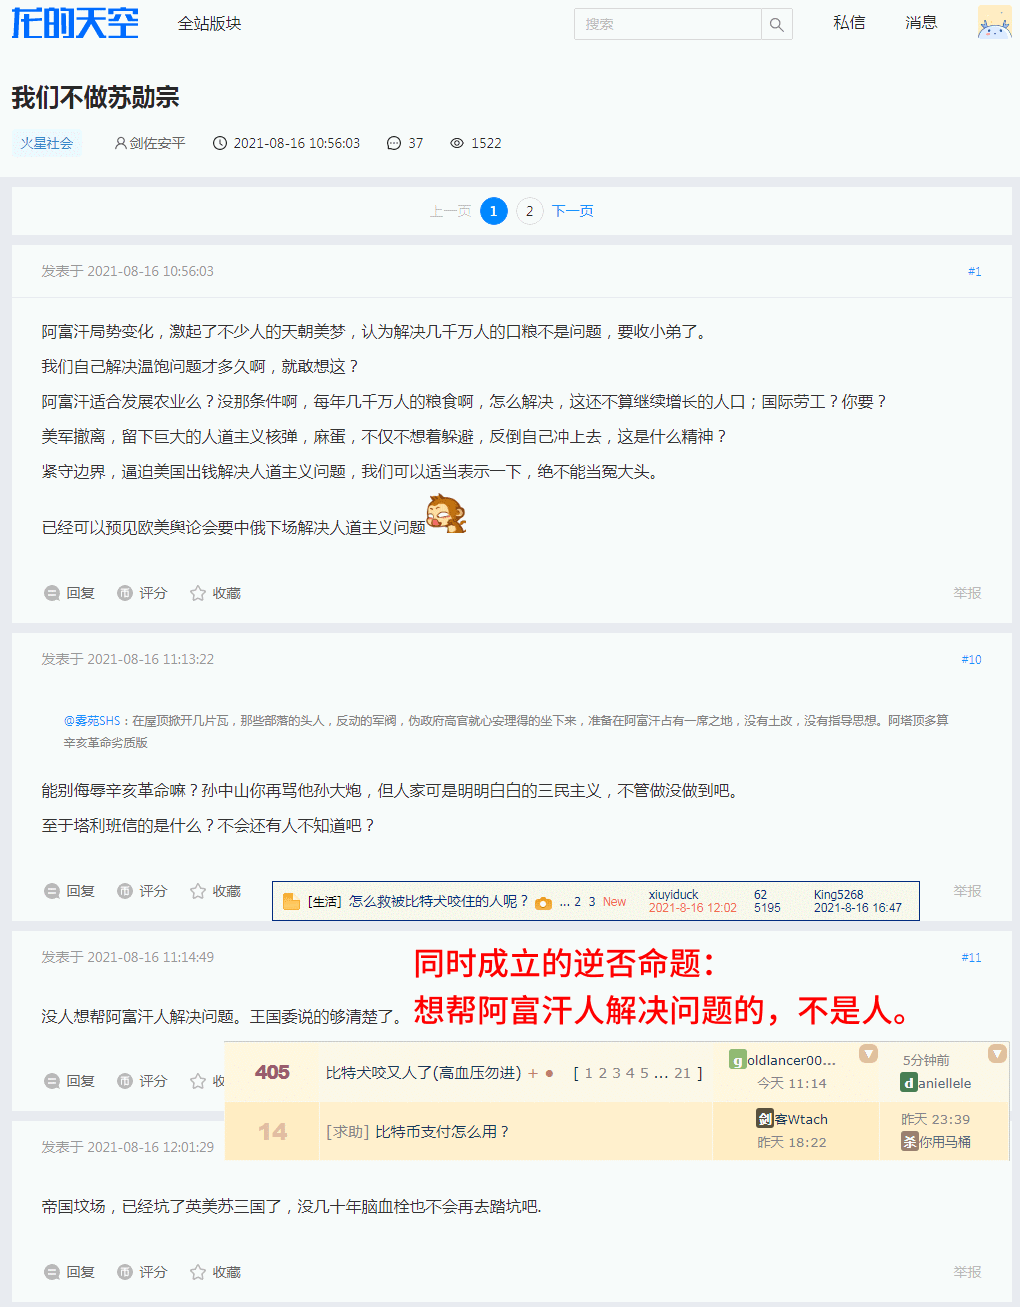 龙的天空 全站版块 搜索 私信 消息
我们不做苏勋宗
火星社会 剑佐安平 2021-08-16 10:56:03 37 1522
上一页 1 2 下一页
发表于 2021-08-16 10:56:03 #1
阿富汗局势变化，激起了不少人的天朝美梦，认为解决几千万人的口粮不是问题，要收小弟了。
我们自己解决温饱问题才多久啊，就敢想这？
阿富汗适合发展农业么？没那条件啊，每年几千万人的粮食啊，怎么解决，这还不算继续增长的人口；国际劳工？你要？
美军撤离，留下巨大的人道主义核弹，麻蛋，不仅不想着躲避，反倒自己冲上去，这是什么精神？
紧守边界，逼迫美国出钱解决人道主义问题，我们可以适当表示一下，绝不能当冤大头。
已经可以预见欧美舆论会要中俄下场解决人道主义问题
回复 评分 收藏 举报
发表于 2021-08-16 11:13:22 #10
@雾苑SHS：在屋顶掀开几片瓦，那些部落的头人，反动的军阀，伪政府高官就心安理得的坐下来，准备在阿富汗占有一席之地，没有土改，没有指导思想。阿塔顶多算
辛亥革命劣质版
能别侮辱辛亥革命嘛？孙中山你再骂他孙大炮，但人家可是明明白白的三民主义，不管做没做到吧。
至于塔利班信的是什么？不会还有人不知道吧？
回复 评分 收藏 举报
[生活] 怎么救被比特犬咬住的人呢？ ... 2 3 New xiuyiduck 62 King5268
2021-8-16 12:02 5195 2021-8-16 16:47
发表于 2021-08-16 11:14:49 #11
同时成立的逆否命题：
没人想帮阿富汗人解决问题。王国委说的够清楚了。
想帮阿富汗人解决问题的，不是人。
回复 评分 收
405 比特犬咬又人了(高血压勿进) + • [ 1 2 3 4 5 ... 21 ] goldlancer00... 5分钟前
今天 11:14 daniellele
14 [求助] 比特币支付怎么用？ 剑客Wtach 昨天 23:39
昨天 18:22 杀你用马桶
发表于 2021-08-16 12:01:29
帝国坟场，已经坑了英美苏三国了，没几十年脑血栓也不会再去踏坑吧.
回复 评分 收藏 举报